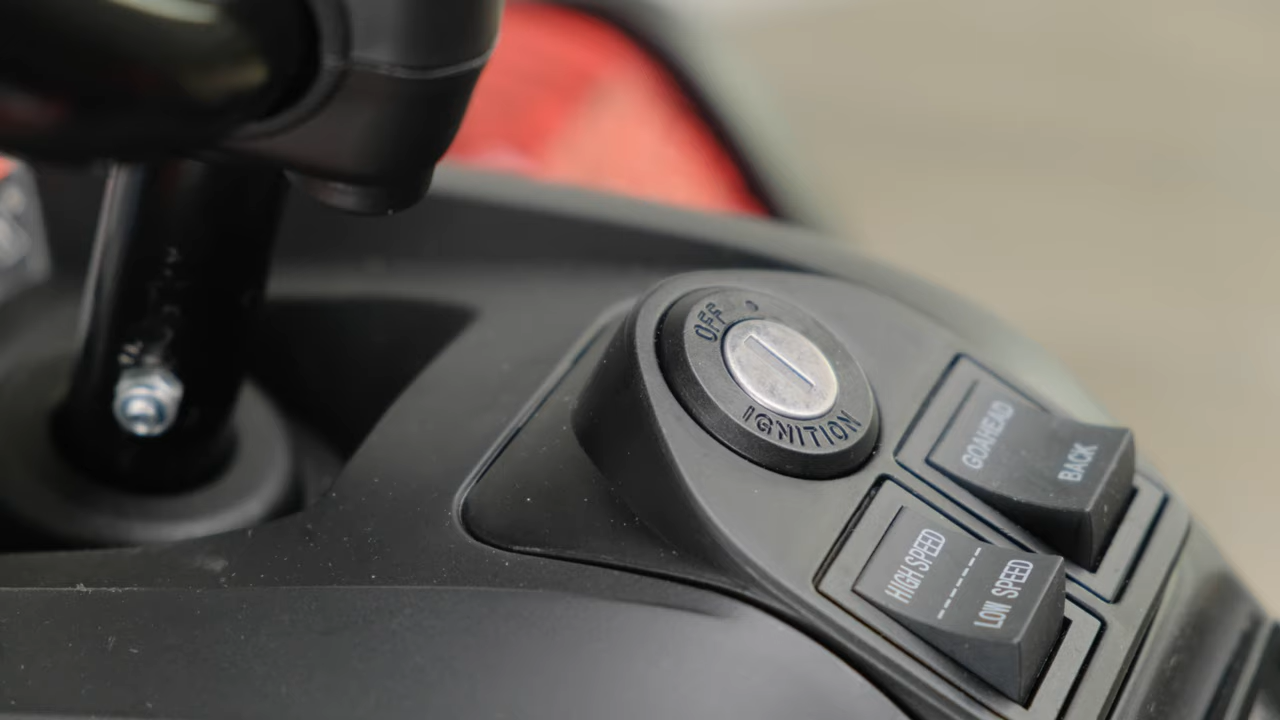 OFF
IGNITION
GOAHEAD
BACK
HIGH SPEED
LOW SPEED